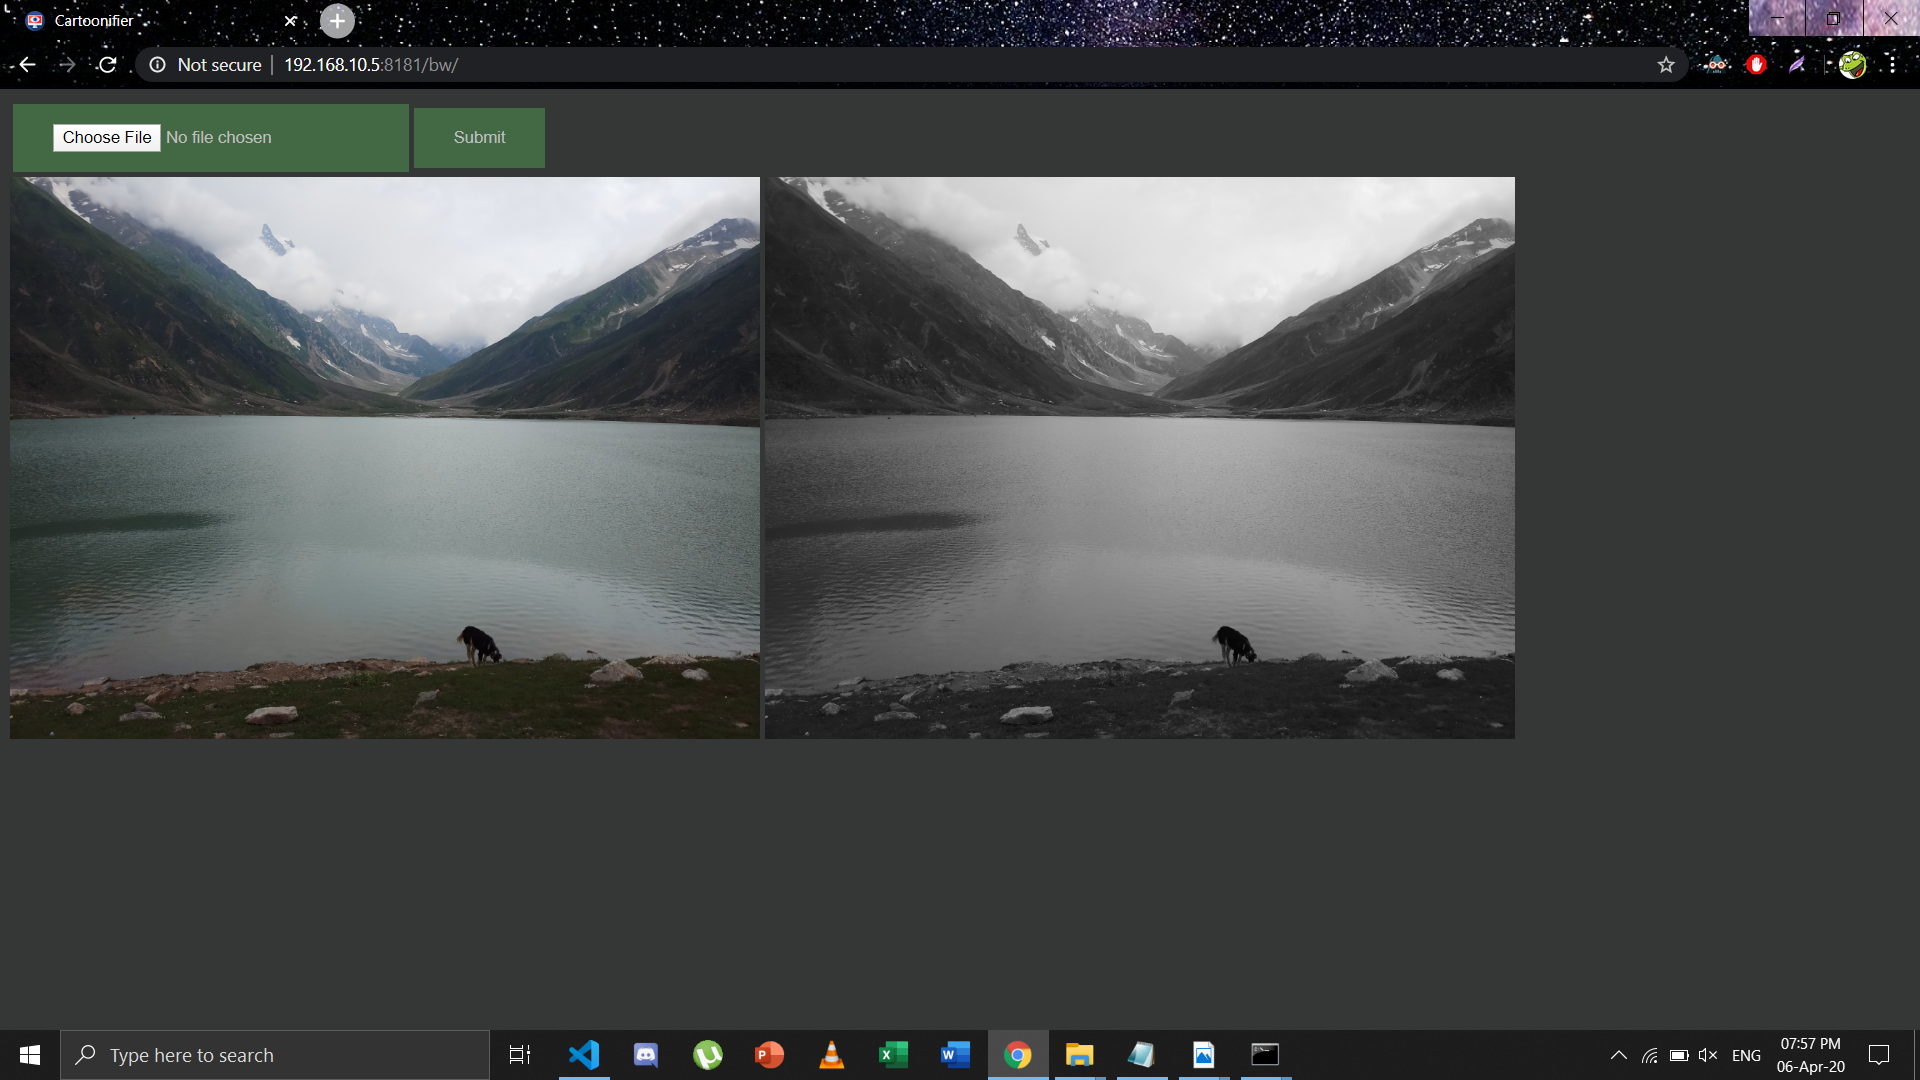 Cartoonifier
Not secure | 192.168.10.5:8181/bw/
Choose File No file chosen
Submit
Type here to search
ENG
07:57 PM
06-Apr-20